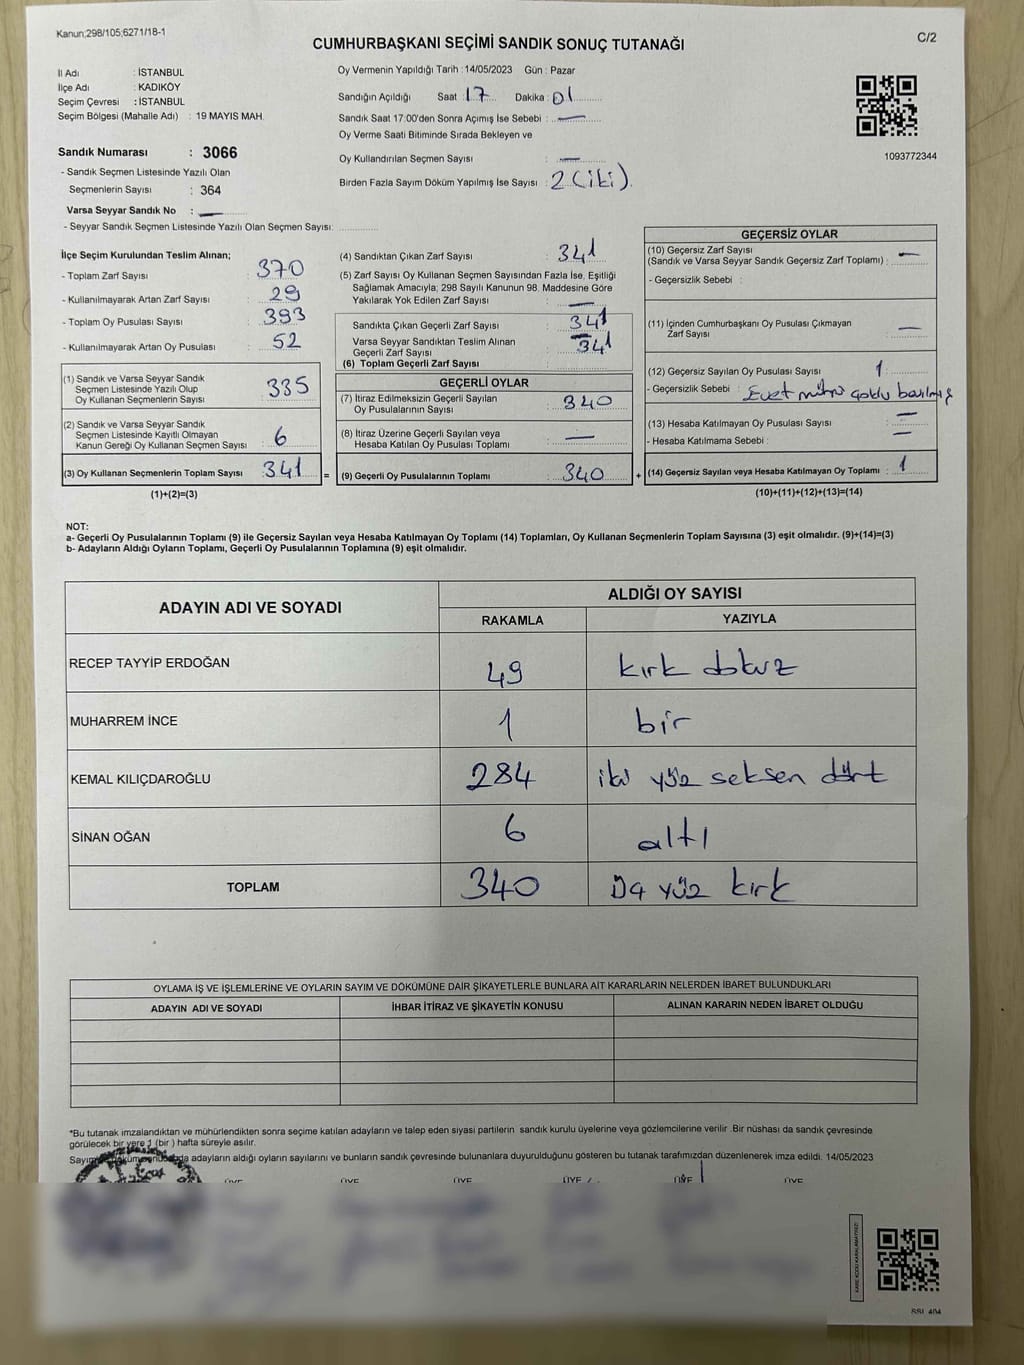 Kanun;298/105;6271/18-1
C/2
CUMHURBAŞKANI SEÇİMİ SANDIK SONUÇ TUTANAĞI
İl Adı : İSTANBUL
İlçe Adı : KADIKÖY
Seçim Çevresi : İSTANBUL
Seçim Bölgesi (Mahalle Adı) : 19 MAYIS MAH.
Oy Vermenin Yapıldığı Tarih : 14/05/2023 Gün : Pazar
Sandığın Açıldığı Saat : 17 Dakika : 01
Sandık Saat 17:00'den Sonra Açımış İse Sebebi : —
Oy Verme Saati Bitiminde Sırada Bekleyen ve
Oy Kullandırılan Seçmen Sayısı : —
Birden Fazla Sayım Döküm Yapılmış İse Sayısı : 2 (iki).
1093772344
Sandık Numarası : 3066
- Sandık Seçmen Listesinde Yazılı Olan
Seçmenlerin Sayısı : 364
Varsa Seyyar Sandık No : —
- Seyyar Sandık Seçmen Listesinde Yazılı Olan Seçmen Sayısı: ..............
İlçe Seçim Kurulundan Teslim Alınan;
- Toplam Zarf Sayısı : 370
- Kullanılmayarak Artan Zarf Sayısı : 29
- Toplam Oy Pusulası Sayısı : 393
- Kullanılmayarak Artan Oy Pusulası : 52
(1) Sandık ve Varsa Seyyar Sandık
Seçmen Listesinde Yazılı Olup
Oy Kullanan Seçmenlerin Sayısı : 335
(2) Sandık ve Varsa Seyyar Sandık
Seçmen Listesinde Kayıtlı Olmayan
Kanun Gereği Oy Kullanan Seçmen Sayısı : 6
(3) Oy Kullanan Seçmenlerin Toplam Sayısı : 341
(1)+(2)=(3)
=
(4) Sandıktan Çıkan Zarf Sayısı : 341
(5) Zarf Sayısı Oy Kullanan Seçmen Sayısından Fazla İse, Eşitliği
Sağlamak Amacıyla; 298 Sayılı Kanunun 98. Maddesine Göre
Yakılarak Yok Edilen Zarf Sayısı : —
Sandıkta Çıkan Geçerli Zarf Sayısı : 341
Varsa Seyyar Sandıktan Teslim Alınan
Geçerli Zarf Sayısı : —
(6) Toplam Geçerli Zarf Sayısı : 341
GEÇERLİ OYLAR
(7) İtiraz Edilmeksizin Geçerli Sayılan
Oy Pusulalarının Sayısı : 340
(8) İtiraz Üzerine Geçerli Sayılan veya
Hesaba Katılan Oy Pusulası Toplamı : —
(9) Geçerli Oy Pusulalarının Toplamı : 340
+
GEÇERSİZ OYLAR
(10) Geçersiz Zarf Sayısı
(Sandık ve Varsa Seyyar Sandık Geçersiz Zarf Toplamı) : —
- Geçersizlik Sebebi :
(11) İçinden Cumhurbaşkanı Oy Pusulası Çıkmayan
Zarf Sayısı : —
(12) Geçersiz Sayılan Oy Pusulası Sayısı : 1
- Geçersizlik Sebebi : Evet mührü çoklu basılmış
(13) Hesaba Katılmayan Oy Pusulası Sayısı : —
- Hesaba Katılmama Sebebi : —
(14) Geçersiz Sayılan veya Hesaba Katılmayan Oy Toplamı : 1
(10)+(11)+(12)+(13)=(14)
NOT:
a- Geçerli Oy Pusulalarının Toplamı (9) ile Geçersiz Sayılan veya Hesaba Katılmayan Oy Toplamı (14) Toplamları, Oy Kullanan Seçmenlerin Toplam Sayısına (3) eşit olmalıdır. (9)+(14)=(3)
b- Adayların Aldığı Oyların Toplamı, Geçerli Oy Pusulalarının Toplamına (9) eşit olmalıdır.
ADAYIN ADI VE SOYADI
ALDIĞI OY SAYISI
RAKAMLA YAZIYLA
RECEP TAYYİP ERDOĞAN 49 kırk dokuz
MUHARREM İNCE 1 bir
KEMAL KILIÇDAROĞLU 284 iki yüz seksen dört
SİNAN OĞAN 6 altı
TOPLAM 340 Üç yüz kırk
OYLAMA İŞ VE İŞLEMLERİNE VE OYLARIN SAYIM VE DÖKÜMÜNE DAİR ŞİKAYETLERLE BUNLARA AİT KARARLARIN NELERDEN İBARET BULUNDUKLARI
ADAYIN ADI VE SOYADI İHBAR İTİRAZ VE ŞİKAYETİN KONUSU ALINAN KARARIN NEDEN İBARET OLDUĞU
*Bu tutanak imzalandıktan ve mühürlendikten sonra seçime katılan adayların ve talep eden siyasi partilerin sandık kurulu üyelerine veya gözlemcilerine verilir .Bir nüshası da sandık çevresinde
görülecek bir yere 1 (bir ) hafta süreyle asılır.
adayların aldığı oyların sayılarını ve bunların sandık çevresinde bulunanlara duyurulduğunu gösteren bu tutanak tarafımızdan düzenlenerek imza edildi. 14/05/2023
ÜYE ÜYE ÜYE ÜYE ÜYE ÜYE
KARE KODU KARALAMAYINIZ!